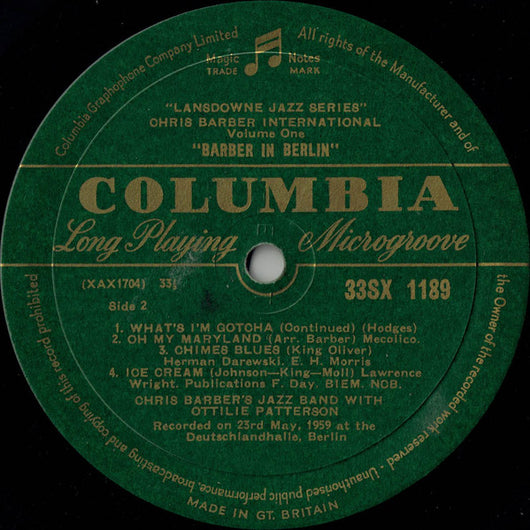 Columbia Graphophone Company Limited
All rights of the Manufacturer and of
the Owner of the recorded work reserved - Unauthorised public performance, broadcasting and copying of this record prohibited
Magic Notes
TRADE MARK
"LANSDOWNE JAZZ SERIES"
CHRIS BARBER INTERNATIONAL
Volume One
"BARBER IN BERLIN"
COLUMBIA
Long Playing Microgroove
(XAX1704) 33⅓
33SX 1189
Side 2
1. WHAT'S I'M GOTCHA (Continued) (Hodges)
2. OH MY MARYLAND (Arr. Barber) Mecolico.
3. CHIMES BLUES (King Oliver)
Herman Darewski. E. H. Morris
4. ICE CREAM (Johnson—King—Moll) Lawrence
Wright. Publications F. Day. BIEM. NCB.
CHRIS BARBER'S JAZZ BAND WITH
OTTILIE PATTERSON
Recorded on 23rd May, 1959 at the
Deutschlandhalle, Berlin
MADE IN GT. BRITAIN